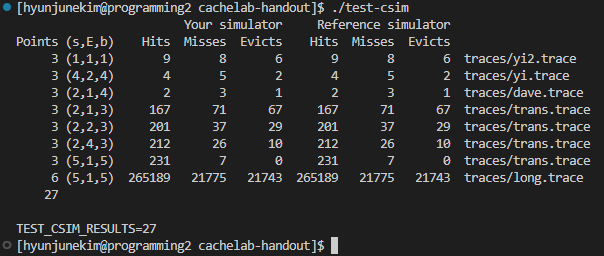 [hyunjunekim@programming2 cachelab-handout]$ ./test-csim
                        Your simulator     Reference simulator
Points (s,E,b)    Hits  Misses  Evicts    Hits  Misses  Evicts
     3 (1,1,1)       9       8       6       9       8       6  traces/yi2.trace
     3 (4,2,4)       4       5       2       4       5       2  traces/yi.trace
     3 (2,1,4)       2       3       1       2       3       1  traces/dave.trace
     3 (2,1,3)     167      71      67     167      71      67  traces/trans.trace
     3 (2,2,3)     201      37      29     201      37      29  traces/trans.trace
     3 (2,4,3)     212      26      10     212      26      10  traces/trans.trace
     3 (5,1,5)     231       7       0     231       7       0  traces/trans.trace
     6 (5,1,5)  265189   21775   21743  265189   21775   21743  traces/long.trace
    27

TEST_CSIM_RESULTS=27
[hyunjunekim@programming2 cachelab-handout]$